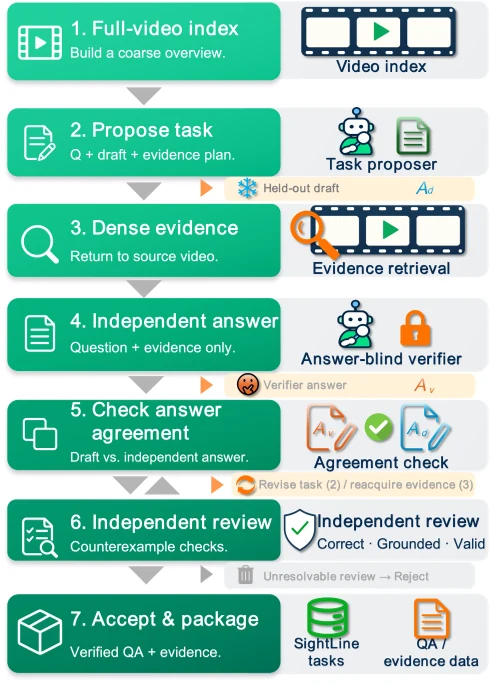 1. Full-video index
Build a coarse overview.
Video index
2. Propose task
Q + draft + evidence plan.
Task proposer
Held-out draft
A_d
3. Dense evidence
Return to source video.
Evidence retrieval
4. Independent answer
Question + evidence only.
Answer-blind verifier
Verifier answer
A_v
5. Check answer
agreement
Draft vs. independent answer.
A_v
A_d
Agreement check
Revise task (2) / reacquire evidence (3)
6. Independent review
Counterexample checks.
Independent review
Correct · Grounded · Valid
Unresolvable review → Reject
7. Accept & package
Verified QA + evidence.
SightLine
tasks
QA /
evidence data